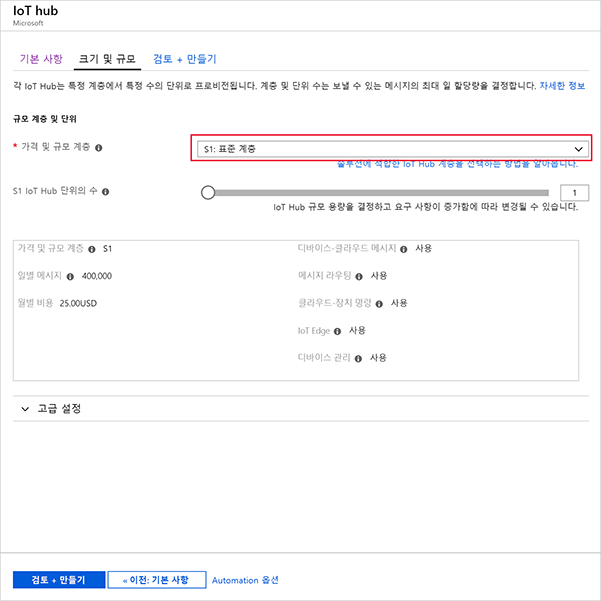 IoT hub
Microsoft
기본 사항 크기 및 규모 검토 + 만들기
각 IoT Hub는 특정 계층에서 특정 수의 단위로 프로비전됩니다. 계층 및 단위 수는 보낼 수 있는 메시지의 최대 일 할당량을 결정합니다. 자세한 정보
규모 계층 및 단위
* 가격 및 규모 계층 S1: 표준 계층
솔루션에 적합한 IoT Hub 계층을 선택하는 방법을 알아봅니다.
S1 IoT Hub 단위의 수 1
IoT Hub 규모 용량을 결정하고 요구 사항이 증가함에 따라 변경될 수 있습니다.
가격 및 규모 계층 S1 디바이스-클라우드 메시지 사용
일별 메시지 400,000 메시지 라우팅 사용
월별 비용 25.00USD 클라우드-장치 명령 사용
IoT Edge 사용
디바이스 관리 사용
고급 설정
검토 + 만들기 « 이전: 기본 사항 Automation 옵션